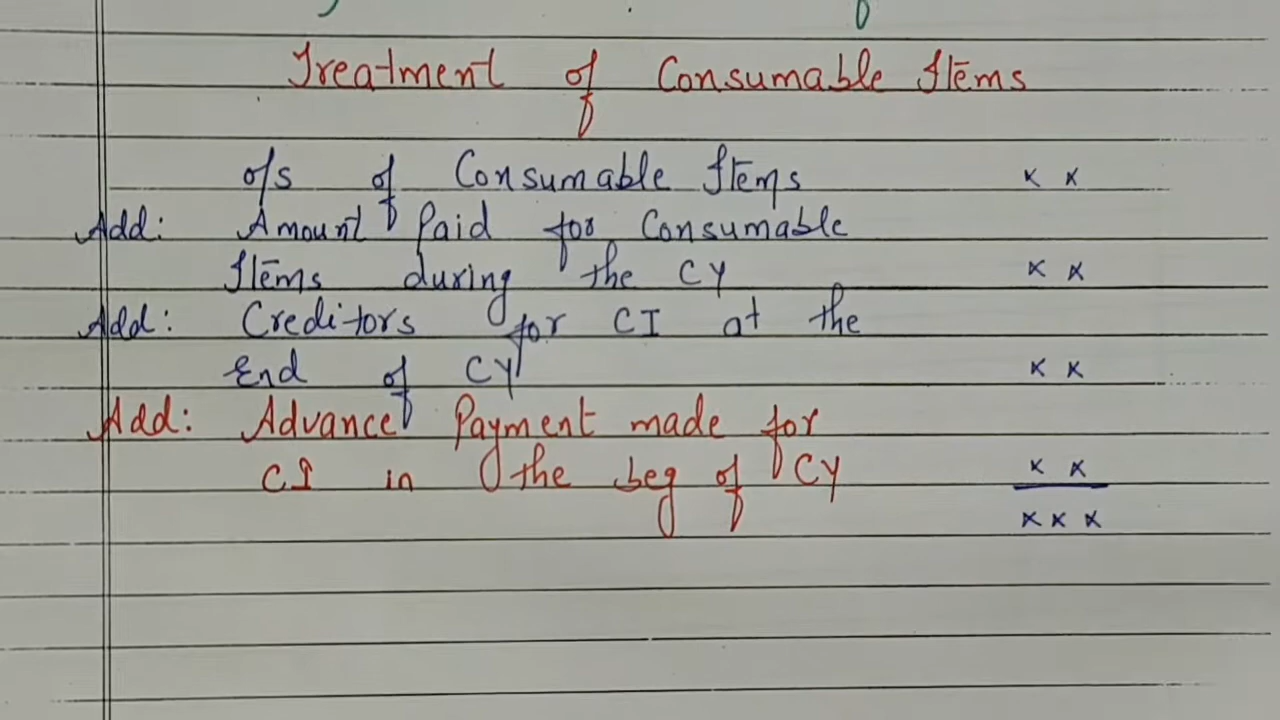 Treatment of Consumable Items
o/s of Consumable Items x x
Add: Amount Paid for Consumable
Items during the CY x x
Add: Creditors for CI at the
End of CY x x
Add: Advance Payment made for
CI in the beg of CY x x
x x x